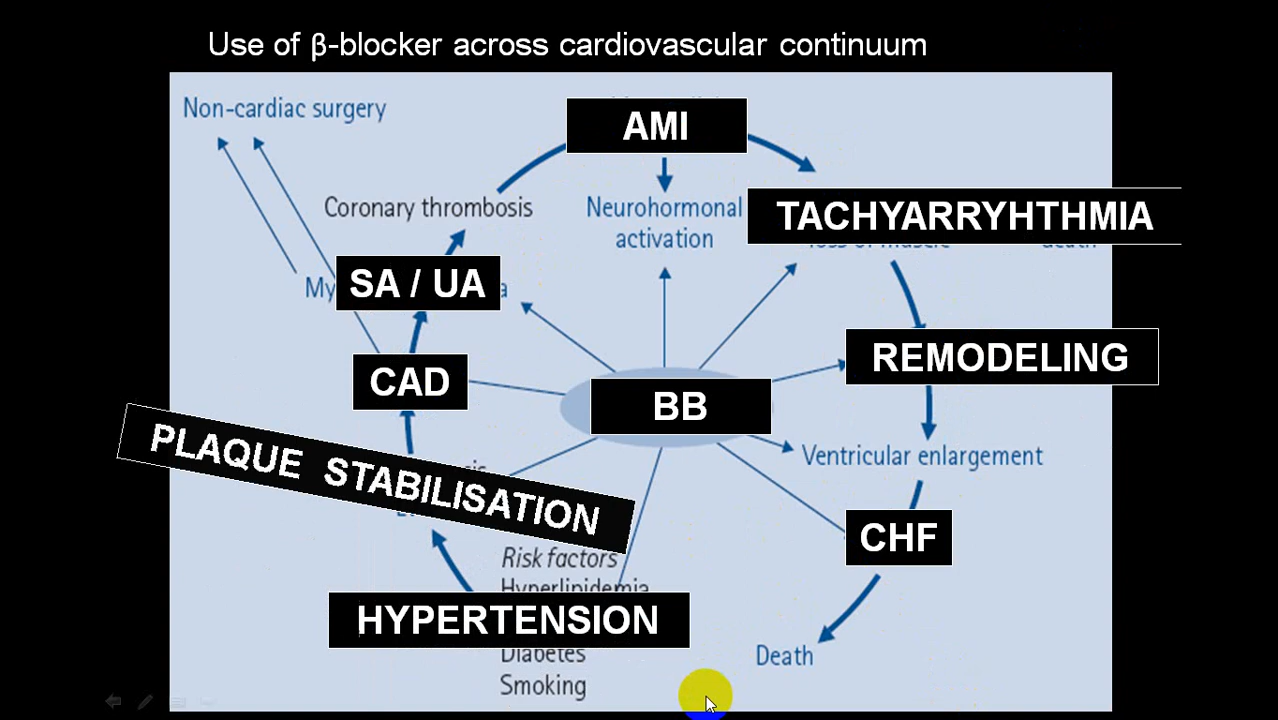 Use of β-blocker across cardiovascular continuum
Non-cardiac surgery
AMI
Coronary thrombosis
Neurohormonal
activation
TACHYARRYHTHMIA
SA / UA
REMODELING
CAD
BB
PLAQUE STABILISATION
Ventricular enlargement
CHF
Risk factors
Hyperlipidemia
HYPERTENSION
Diabetes
Smoking
Death